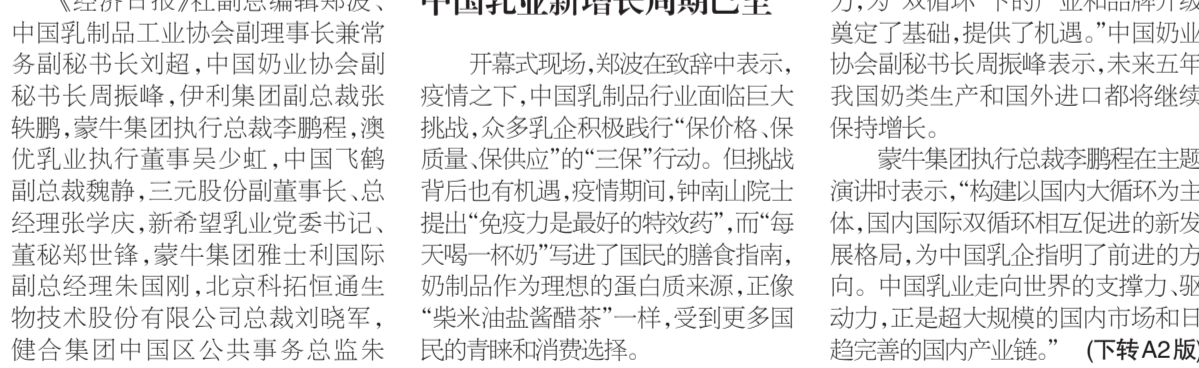 《经济日报》社副总编辑郑波、
中国乳制品工业协会副理事长兼常
务副秘书长刘超,中国奶业协会副
秘书长周振峰,伊利集团副总裁张
轶鹏,蒙牛集团执行总裁李鹏程,澳
优乳业执行董事吴少虹,中国飞鹤
副总裁魏静,三元股份副董事长、总
经理张学庆,新希望乳业党委书记、
董秘郑世锋,蒙牛集团雅士利国际
副总经理朱国刚,北京科拓恒通生
物技术股份有限公司总裁刘晓军,
健合集团中国区公共事务总监朱
中国乳业新增长周期已至
开幕式现场,郑波在致辞中表示,
疫情之下,中国乳制品行业面临巨大
挑战,众多乳企积极践行“保价格、保
质量、保供应”的“三保”行动。但挑战
背后也有机遇,疫情期间,钟南山院士
提出“免疫力是最好的特效药”,而“每
天喝一杯奶”写进了国民的膳食指南,
奶制品作为理想的蛋白质来源,正像
“柴米油盐酱醋茶”一样,受到更多国
民的青睐和消费选择。
力,为“双循环”下的产业和品牌升级
奠定了基础,提供了机遇。”中国奶业
协会副秘书长周振峰表示,未来五年
我国奶类生产和国外进口都将继续
保持增长。
蒙牛集团执行总裁李鹏程在主题
演讲时表示,“构建以国内大循环为主
体,国内国际双循环相互促进的新发
展格局,为中国乳企指明了前进的方
向。中国乳业走向世界的支撑力、驱
动力,正是超大规模的国内市场和日
趋完善的国内产业链。” (下转A2版)